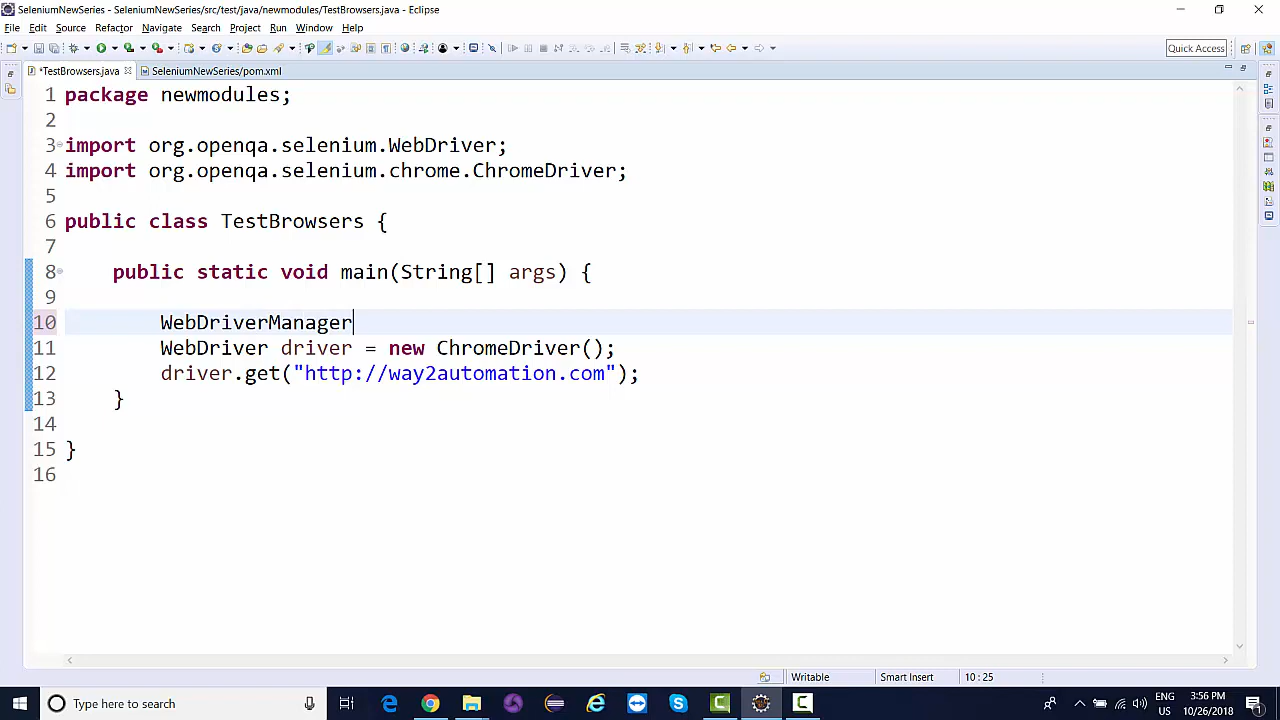 SeleniumNewSeries - SeleniumNewSeries/src/test/java/newmodules/TestBrowsers.java - Eclipse
File Edit Source Refactor Navigate Search Project Run Window Help
Quick Access
*TestBrowsers.java SeleniumNewSeries/pom.xml
1 package newmodules;
2
3 import org.openqa.selenium.WebDriver;
4 import org.openqa.selenium.chrome.ChromeDriver;
5
6 public class TestBrowsers {
7
8 public static void main(String[] args) {
9
10 WebDriverManager
11 WebDriver driver = new ChromeDriver();
12 driver.get("http://way2automation.com");
13 }
14
15 }
16
Writable Smart Insert 10 : 25
Type here to search
ENG 3:56 PM
US 10/26/2018